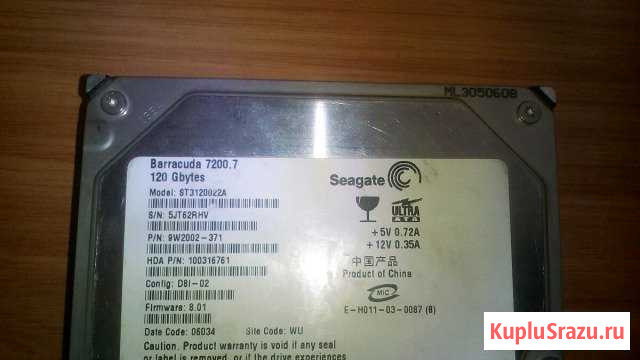 ML305060B
Barracuda 7200.7
120 Gbytes
Model: ST3120022A
S/N: 5JT62RHV
P/N: 9W2002-371
HDA P/N: 100316761
Config: D8I-02
Firmware: 8.01
Date Code: 06034 Site Code: WU
Caution: Product warranty is void if any seal
or label is removed, or if the drive experiences
Seagate
ULTRA
ATA
+5V 0.72A
+12V 0.35A
中国产品
Product of China
MIC
E-H011-03-0087 (B)
KupluSrazu.ru